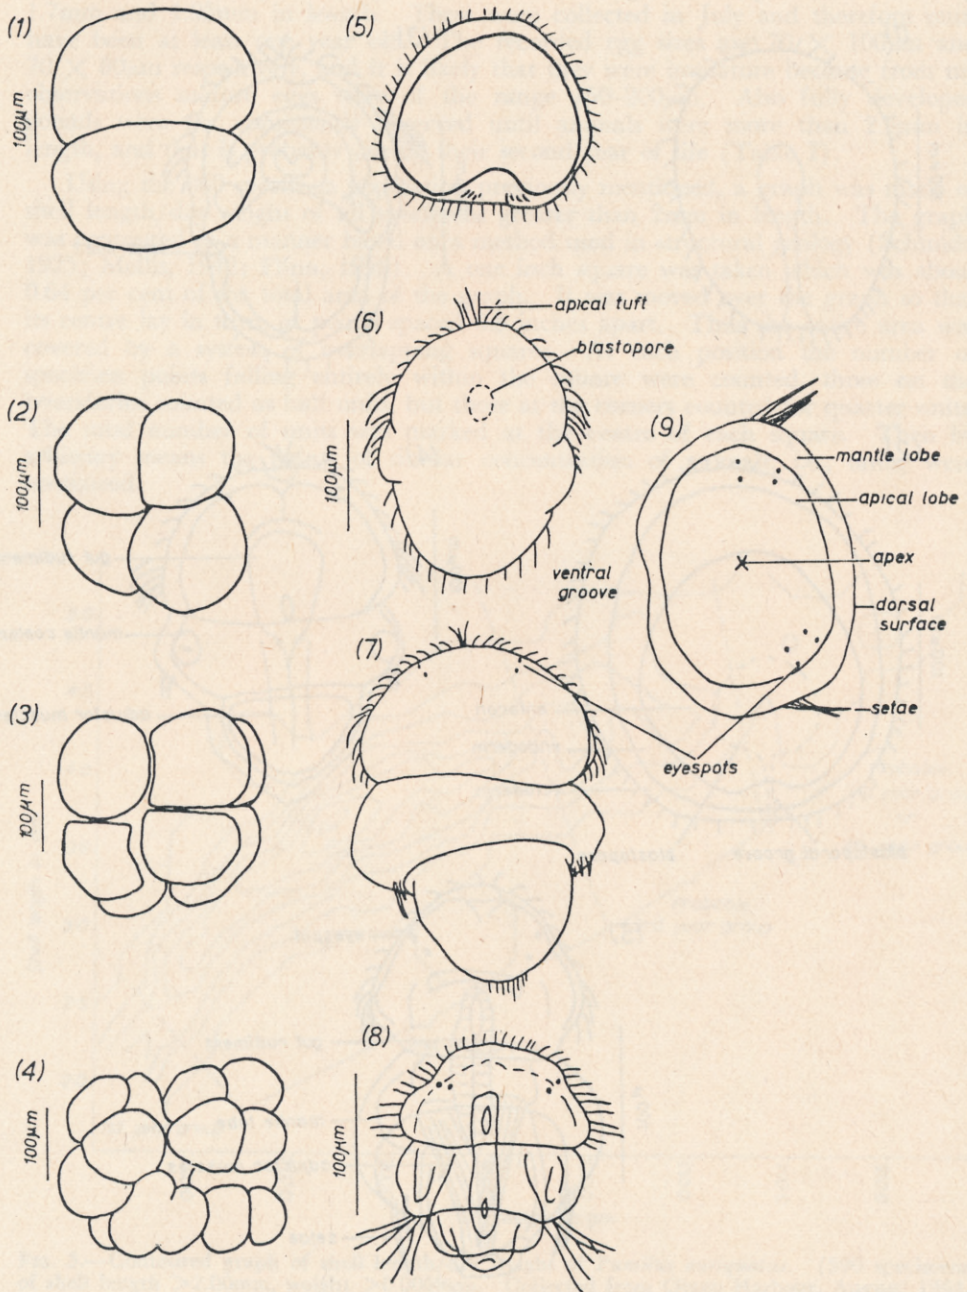 (1)
100µm
(5)
(6)
apical tuft
blastopore
100µm
(2)
100µm
(9)
mantle lobe
apical lobe
apex
dorsal
surface
ventral
groove
setae
eyespots
(7)
(3)
100µm
(4)
100µm
(8)
100µm